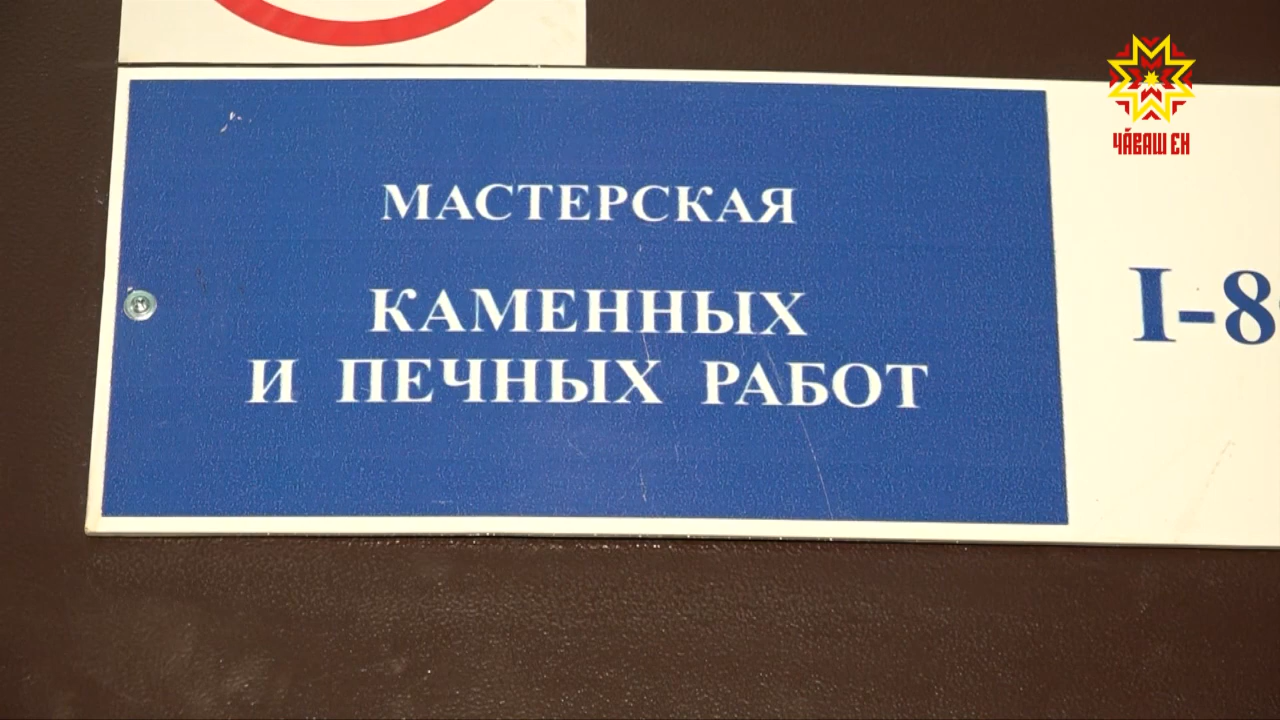 ЧӐВАШ ЕН
МАСТЕРСКАЯ
КАМЕННЫХ
И ПЕЧНЫХ РАБОТ
I-8